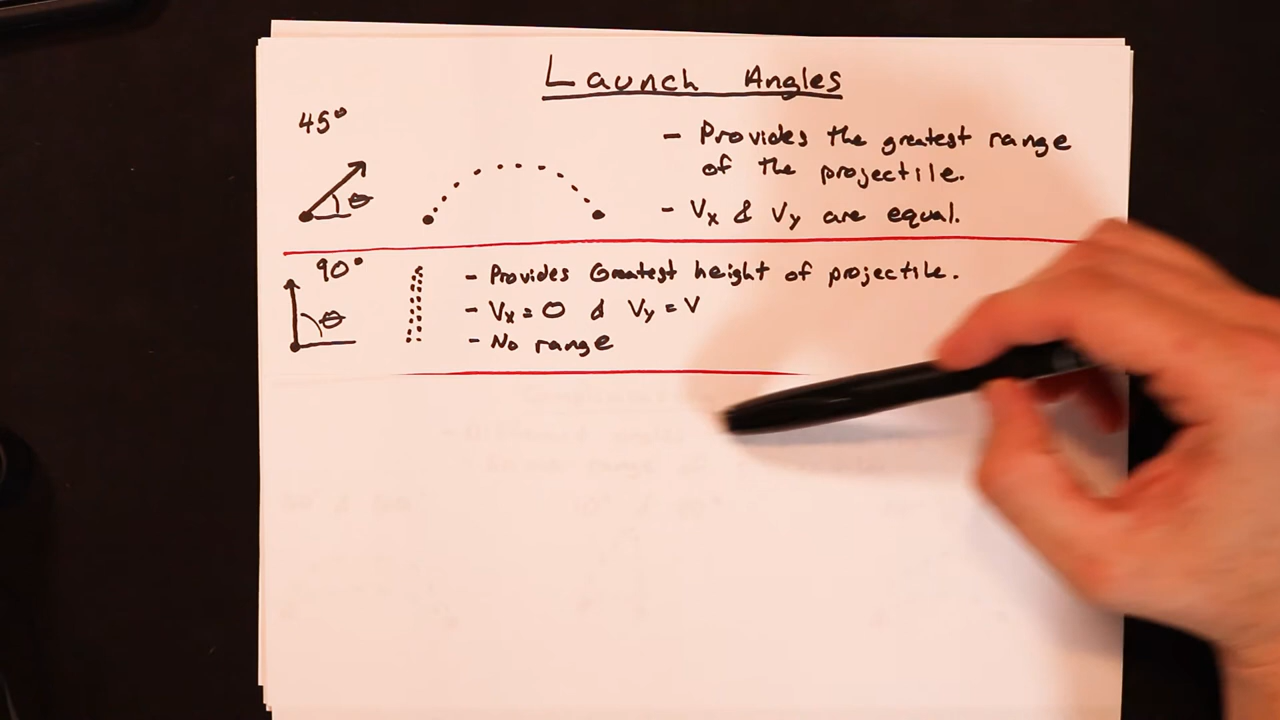 Launch Angles
45°
- Provides the greatest range
of the projectile.
θ
- Vx & Vy are equal.
90°
- Provides Greatest height of projectile.
- Vx = 0 & Vy = V
θ
- No range